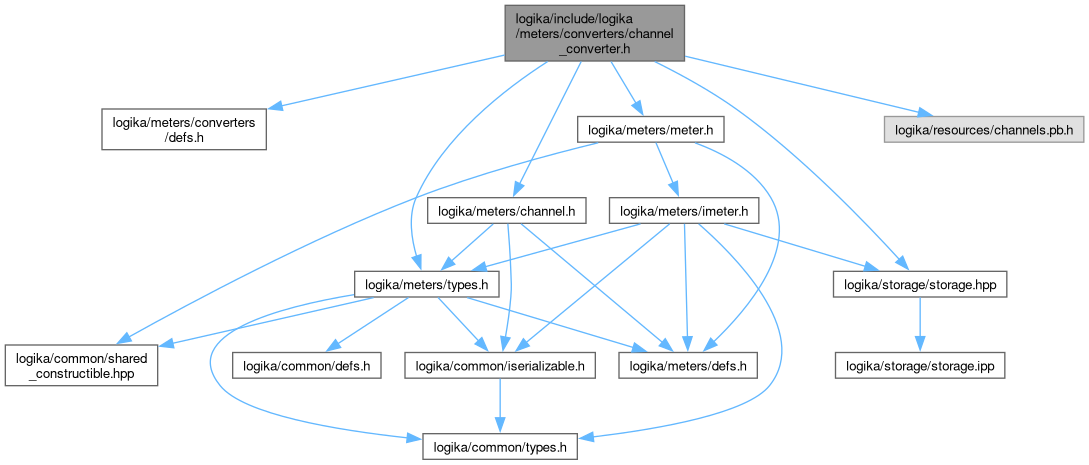 logika/include/logika
/meters/converters/channel
_converter.h
logika/meters/converters
/defs.h
logika/meters/meter.h
logika/resources/channels.pb.h
logika/meters/channel.h
logika/meters/imeter.h
logika/meters/types.h
logika/storage/storage.hpp
logika/common/shared
_constructible.hpp
logika/common/defs.h
logika/common/iserializable.h
logika/meters/defs.h
logika/storage/storage.ipp
logika/common/types.h